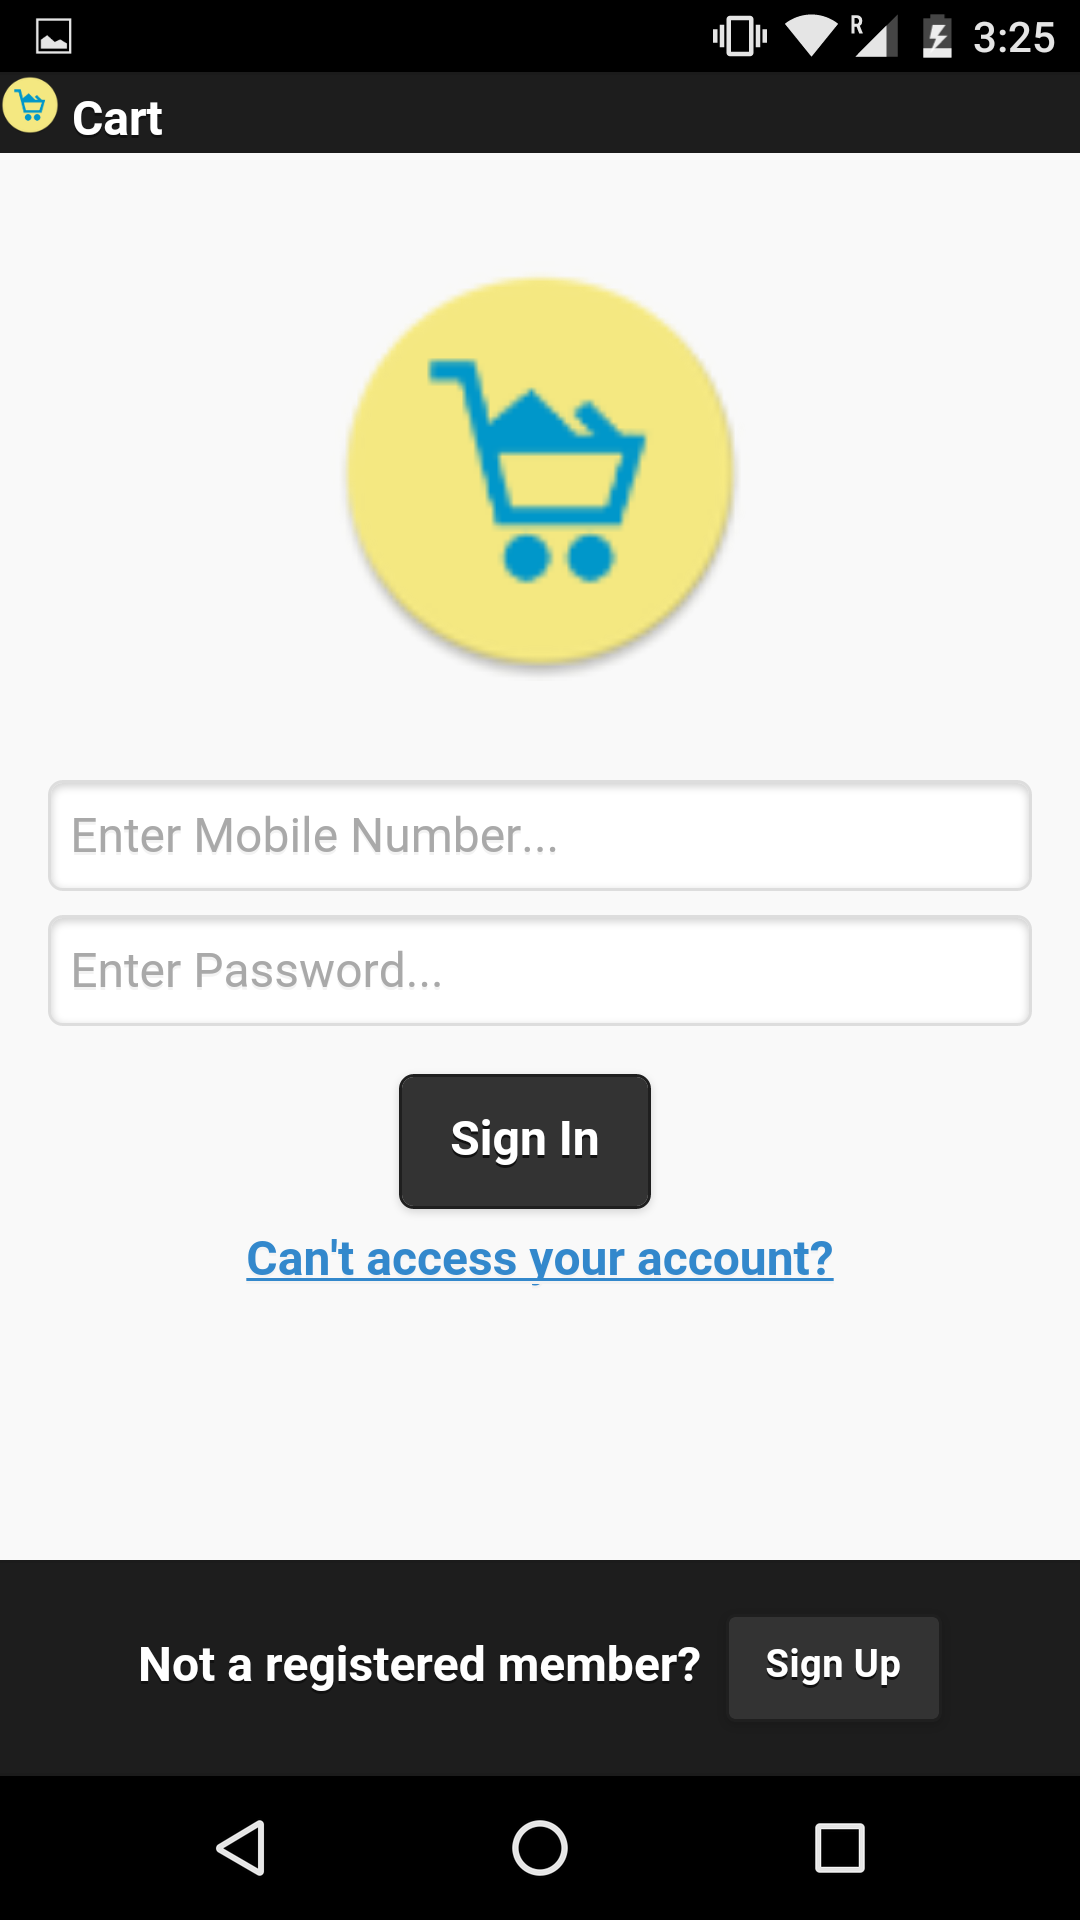 R 3:25
Cart
Enter Mobile Number...
Enter Password...
Sign In
Can't access your account?
Not a registered member? Sign Up